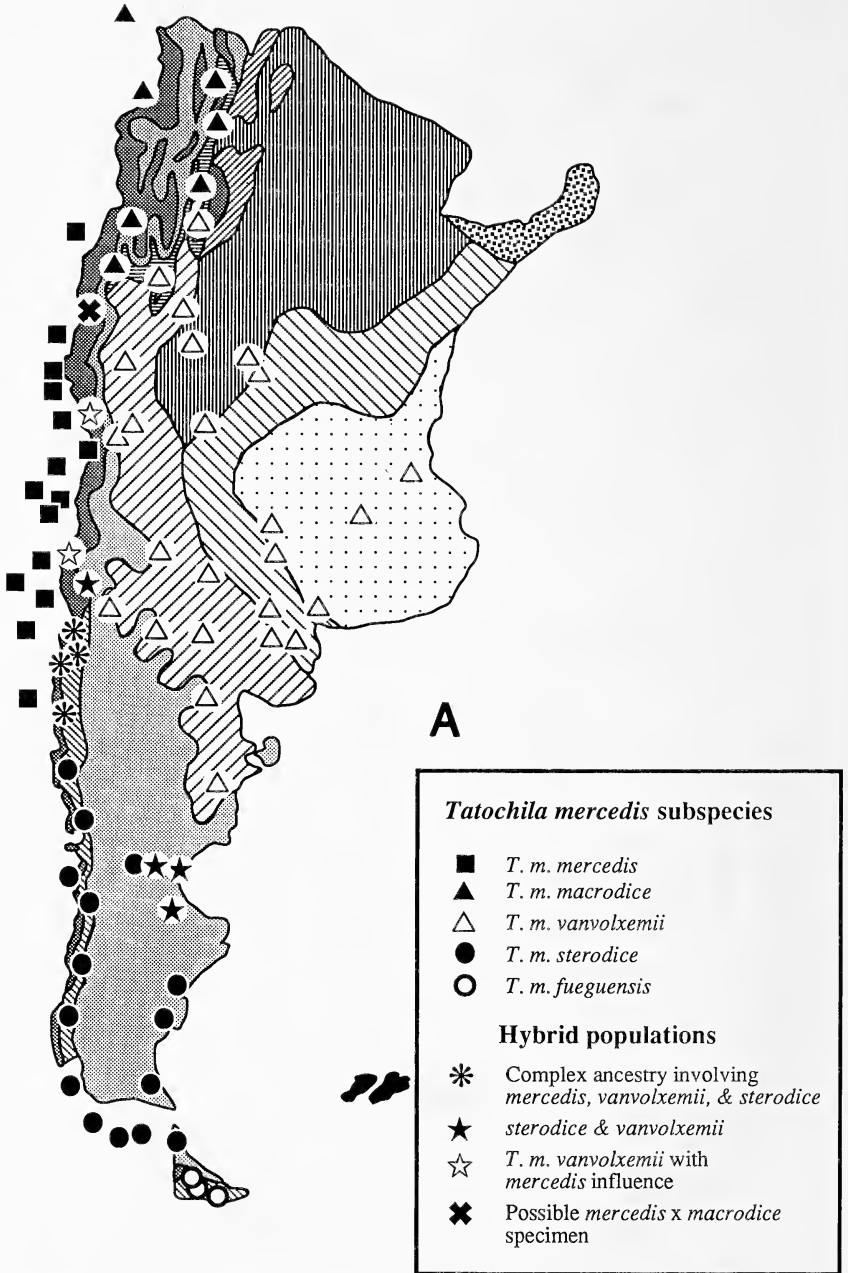 A
Tatochila mercedis subspecies
T. m. mercedis
T. m. macrodice
T. m. vanvolxemii
T. m. sterodice
T. m. fueguensis
Hybrid populations
Complex ancestry involving
mercedis, vanvolxemii, & sterodice
sterodice & vanvolxemii
T. m. vanvolxemii with
mercedis influence
Possible mercedis x macrodice
specimen